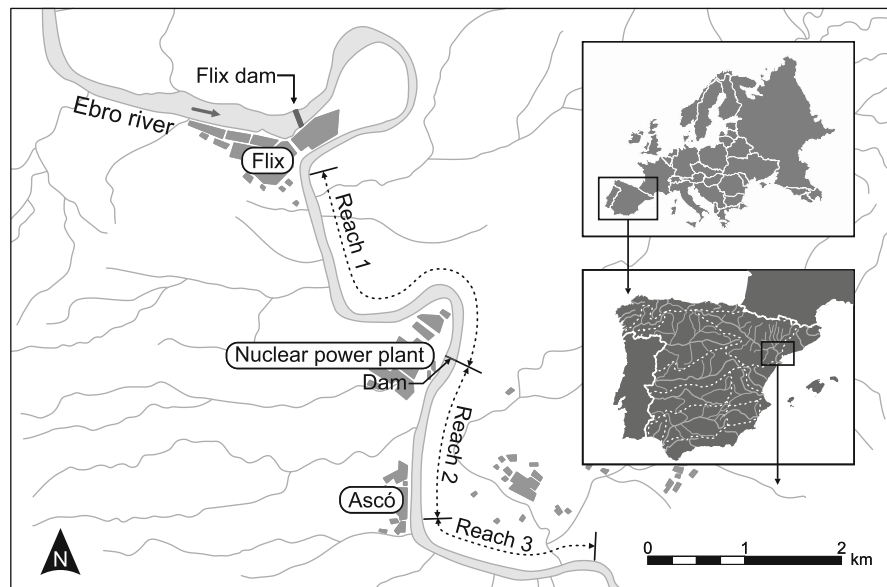 Flix dam
Ebro river
Flix
Reach 1
Nuclear power plant
Dam
Reach 2
Ascó
Reach 3
N
0 1 2
km